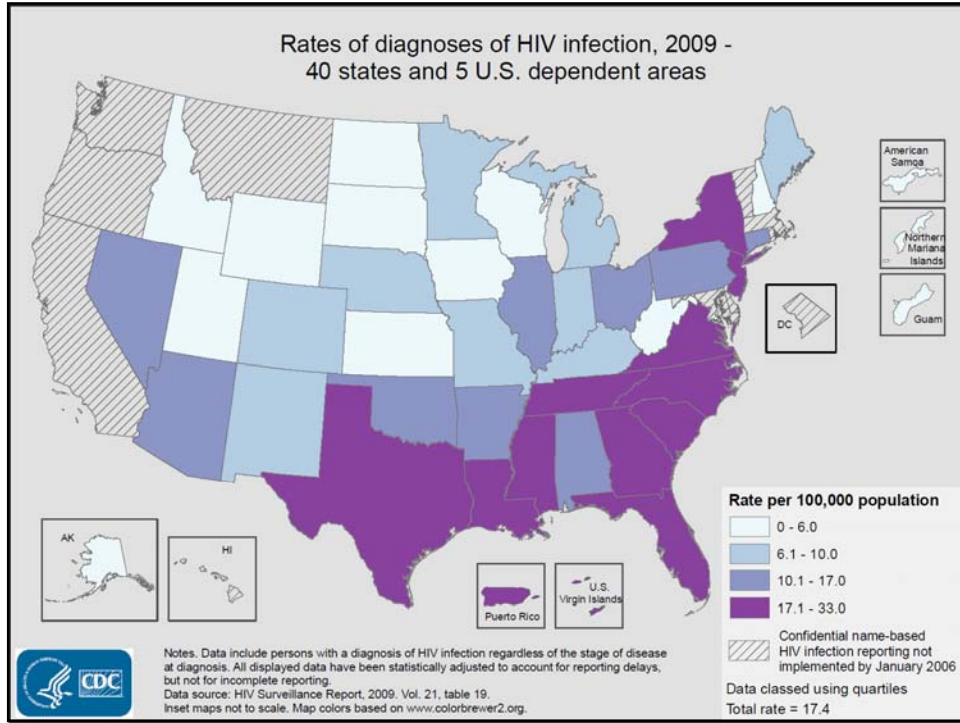 Rates of diagnoses of HIV infection, 2009 -
40 states and 5 U.S. dependent areas
American
Samoa
Northern
Mariana
Islands
Guam
DC
AK
HI
Puerto Rico
U.S.
Virgin Islands
Rate per 100,000 population
0 - 6.0
6.1 - 10.0
10.1 - 17.0
17.1 - 33.0
Confidential name-based
HIV infection reporting not
implemented by January 2006
Data classed using quartiles
Total rate = 17.4
CDC
Notes. Data include persons with a diagnosis of HIV infection regardless of the stage of disease
at diagnosis. All displayed data have been statistically adjusted to account for reporting delays,
but not for incomplete reporting.
Data source: HIV Surveillance Report, 2009. Vol. 21, table 19.
Inset maps not to scale. Map colors based on www.colorbrewer2.org.